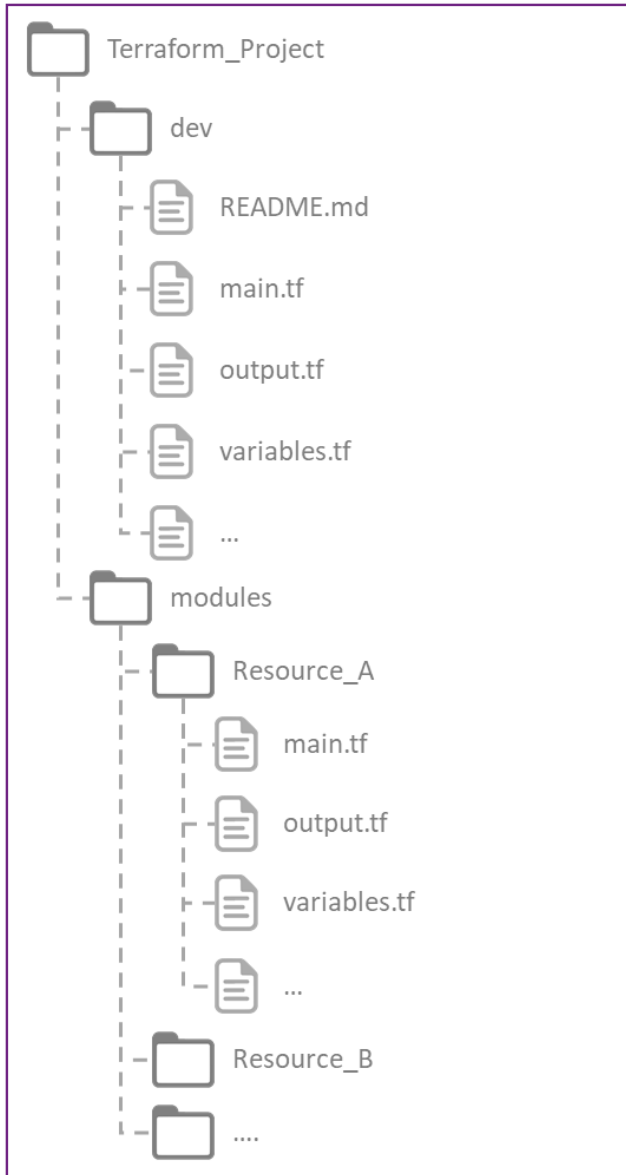 Terraform_Project
dev
README.md
main.tf
output.tf
variables.tf
...
modules
Resource_A
main.tf
output.tf
variables.tf
...
Resource_B
....